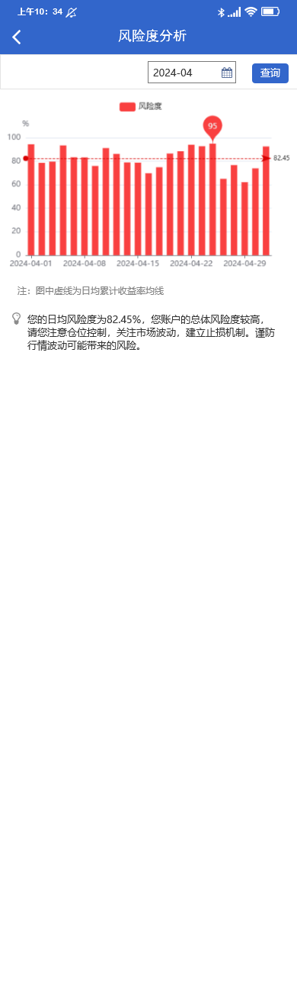 上午10：34
风险度分析
2024-04
查询
风险度
%
95
100
80
82.45
60
40
20
0
2024-04-01 2024-04-08 2024-04-15 2024-04-22 2024-04-29
注：图中虚线为日均累计收益率均线
您的日均风险度为82.45%，您账户的总体风险度较高，
请您注意仓位控制，关注市场波动，建立止损机制。谨防
行情波动可能带来的风险。